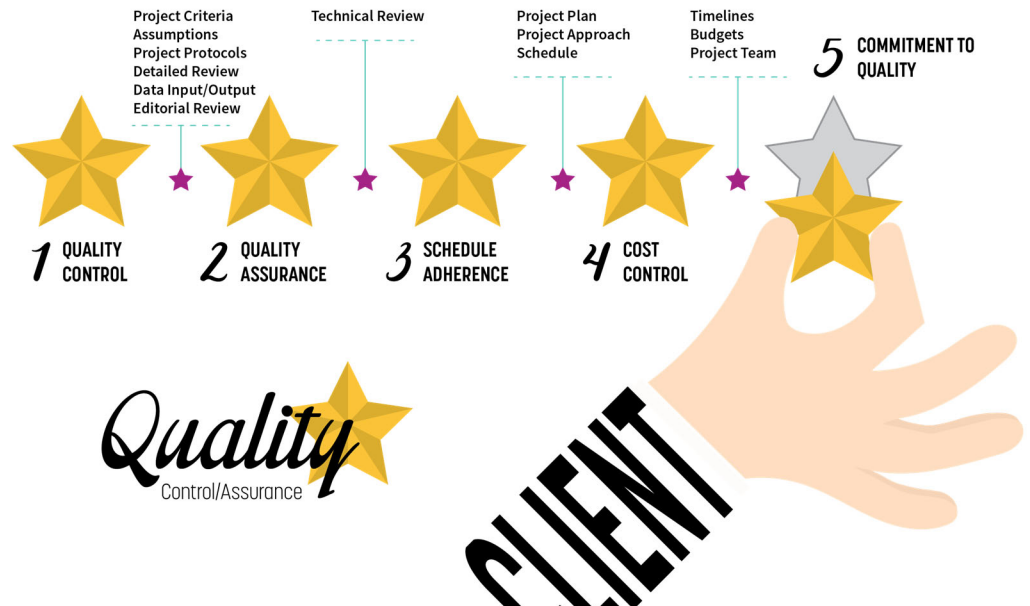 Project Criteria
Assumptions
Project Protocols
Detailed Review
Data Input/Output
Editorial Review
Technical Review
Project Plan
Project Approach
Schedule
Timelines
Budgets
Project Team
5 COMMITMENT TO
QUALITY
1 QUALITY
CONTROL
2 QUALITY
ASSURANCE
3 SCHEDULE
ADHERENCE
4 COST
CONTROL
Quality
Control/Assurance
CLIENT